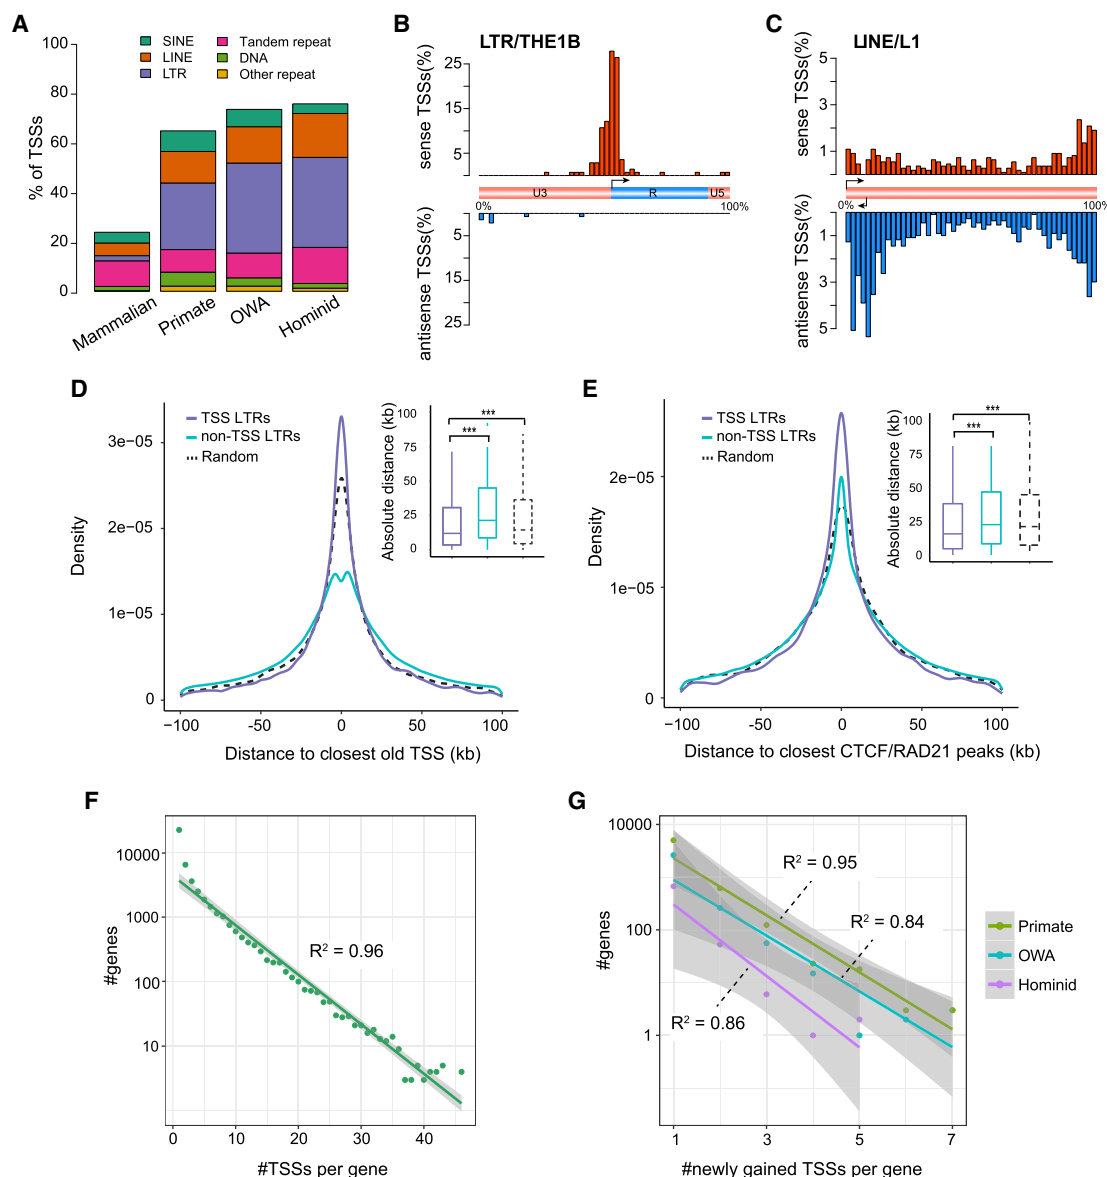 A
100
80
60
40
20
0
% of TSSs
SINE
LINE
LTR
Tandem repeat
DNA
Other repeat
Mammalian
Primate
OWA
Hominid
B
LTR/THE1B
sense TSSs(%)
25
15
5
U3
R
U5
0%
100%
antisense TSSs(%)
5
15
25
C
LINE/L1
sense TSSs(%)
5
3
1
0%
100%
antisense TSSs(%)
1
3
5
D
TSS LTRs
non-TSS LTRs
Random
Density
3e−05
2e−05
1e−05
0
−100
-50
0
50
100
Distance to closest old TSS (kb)
Absolute distance (kb)
100
75
50
25
0
***
***
E
TSS LTRs
non-TSS LTRs
Random
Density
2e−05
1e−05
0
−100
-50
0
50
100
Distance to closest CTCF/RAD21 peaks (kb)
Absolute distance (kb)
100
75
50
25
0
***
***
F
#genes
10000
1000
100
10
R² = 0.96
0
10
20
30
40
#TSSs per gene
G
#genes
10000
100
1
R² = 0.95
R² = 0.84
R² = 0.86
1
3
5
7
#newly gained TSSs per gene
Primate
OWA
Hominid